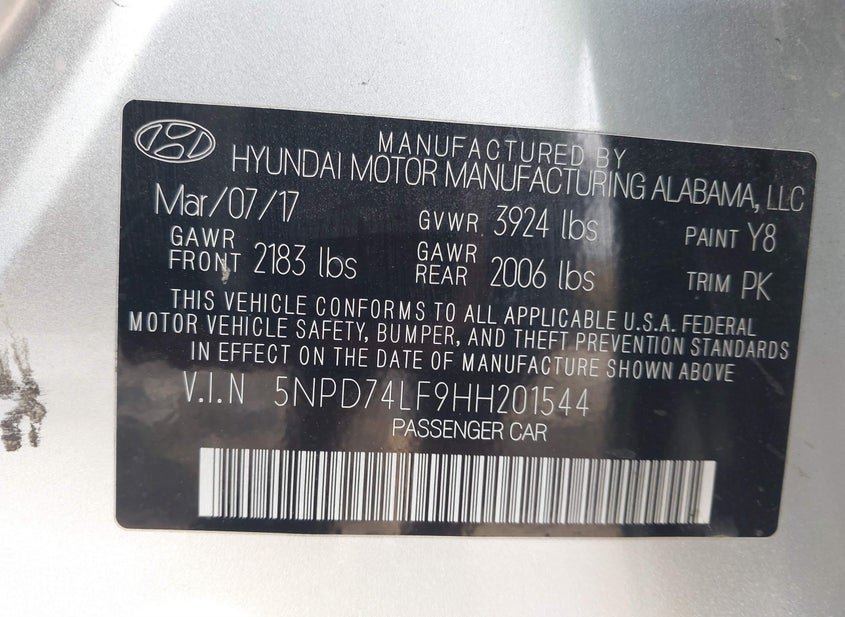 MANUFACTURED BY
HYUNDAI MOTOR MANUFACTURING ALABAMA, LLC
Mar/07/17 GVWR 3924 lbs PAINT Y8
GAWR FRONT 2183 lbs GAWR REAR 2006 lbs TRIM PK
THIS VEHICLE CONFORMS TO ALL APPLICABLE U.S.A. FEDERAL
MOTOR VEHICLE SAFETY, BUMPER, AND THEFT PREVENTION STANDARDS
IN EFFECT ON THE DATE OF MANUFACTURE SHOWN ABOVE
V.I.N 5NPD74LF9HH201544
PASSENGER CAR